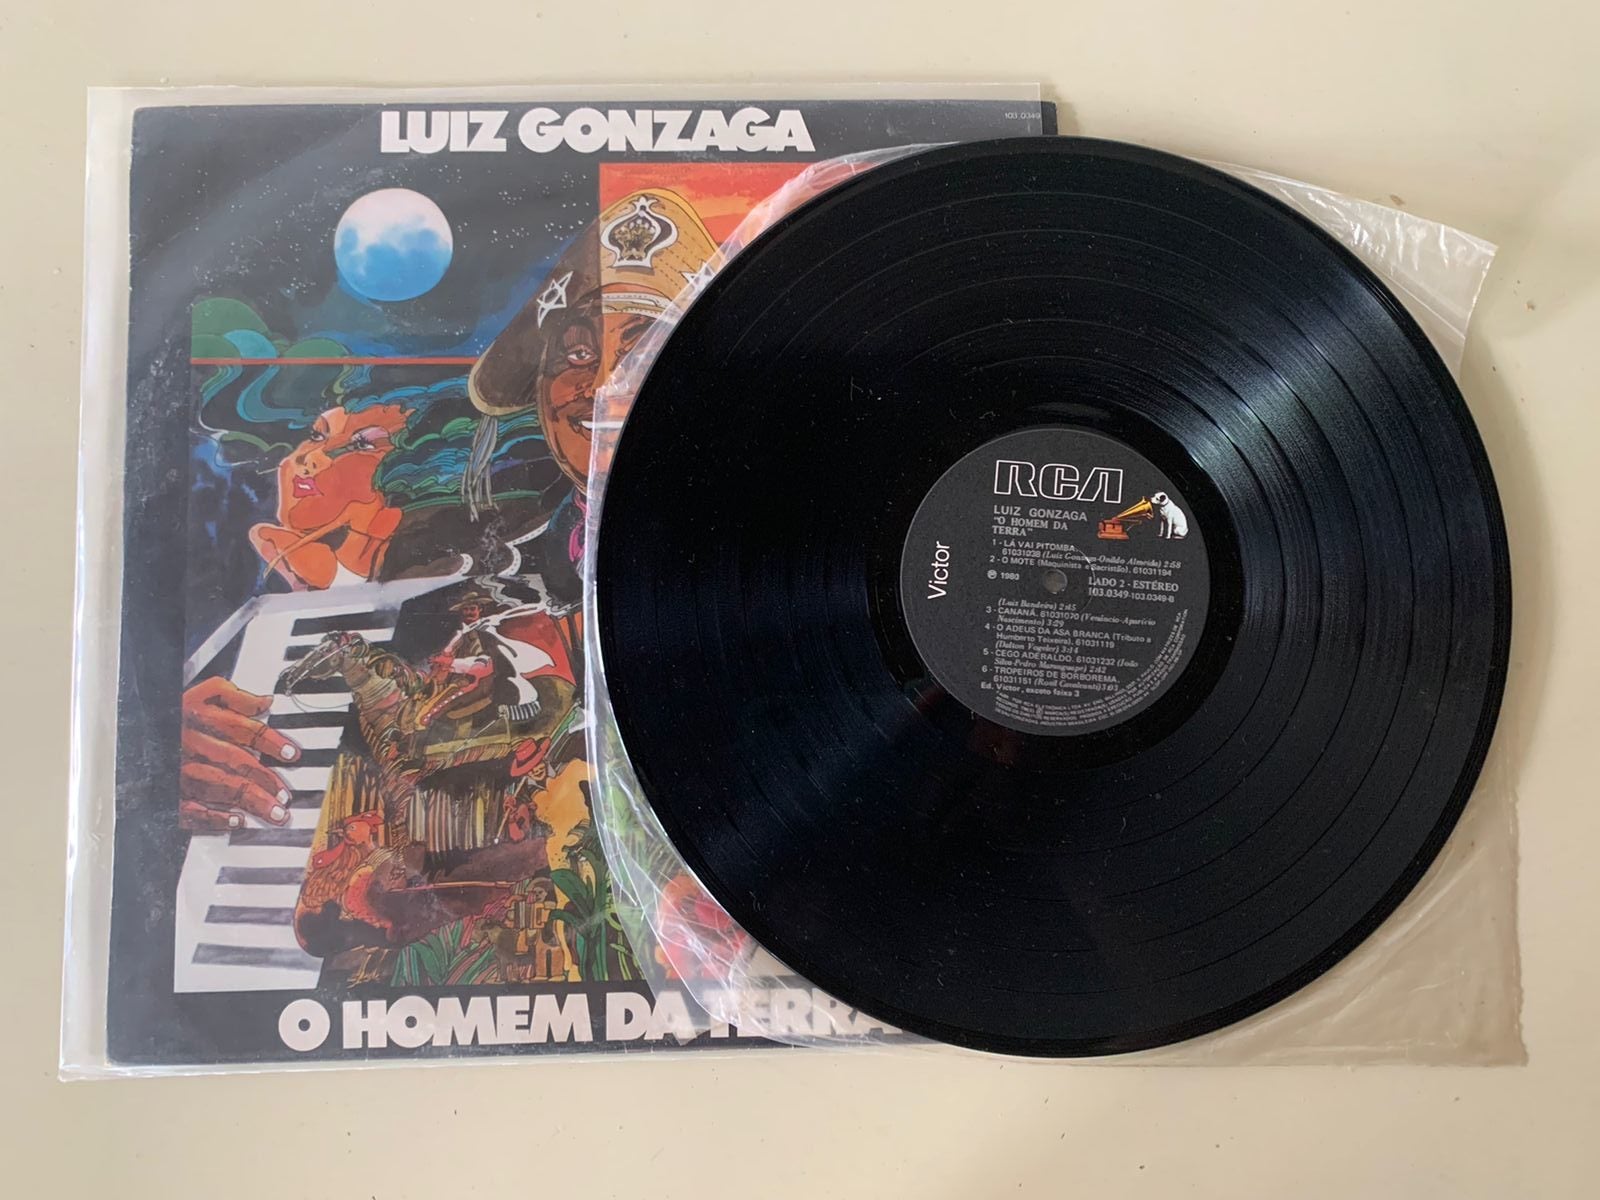 LUIZ GONZAGA
103.0349
O HOMEM DA TERRA
RCA
Victor
LUIZ GONZAGA
"O HOMEM DA
TERRA"
1 - LÁ VAI PITOMBA.
61031038 (Luiz Gonzaga-Onildo Almeida) 2:58
2 - O MOTE (Maquinista e Sacristão). 61031194
℗ 1980
LADO 2 - ESTÉREO
103.0349-103.0349-B
(Luiz Bandeira) 2:45
3 - CANANÃ. 61031070 (Venâncio-Aparício
Nascimento) 3:29
4 - O ADEUS DA ASA BRANCA (Tributo a
Humberto Teixeira). 61031119
(Dalton Vogeler) 3:14
5 - CEGO ADERALDO. 61031232 (João
Silva-Pedro Maranguape) 2:42
6 - TROPEIROS DE BORBOREMA.
61031151 (Raul Cavalcanti) 3:03
Ed. Victor, exceto faixa 3